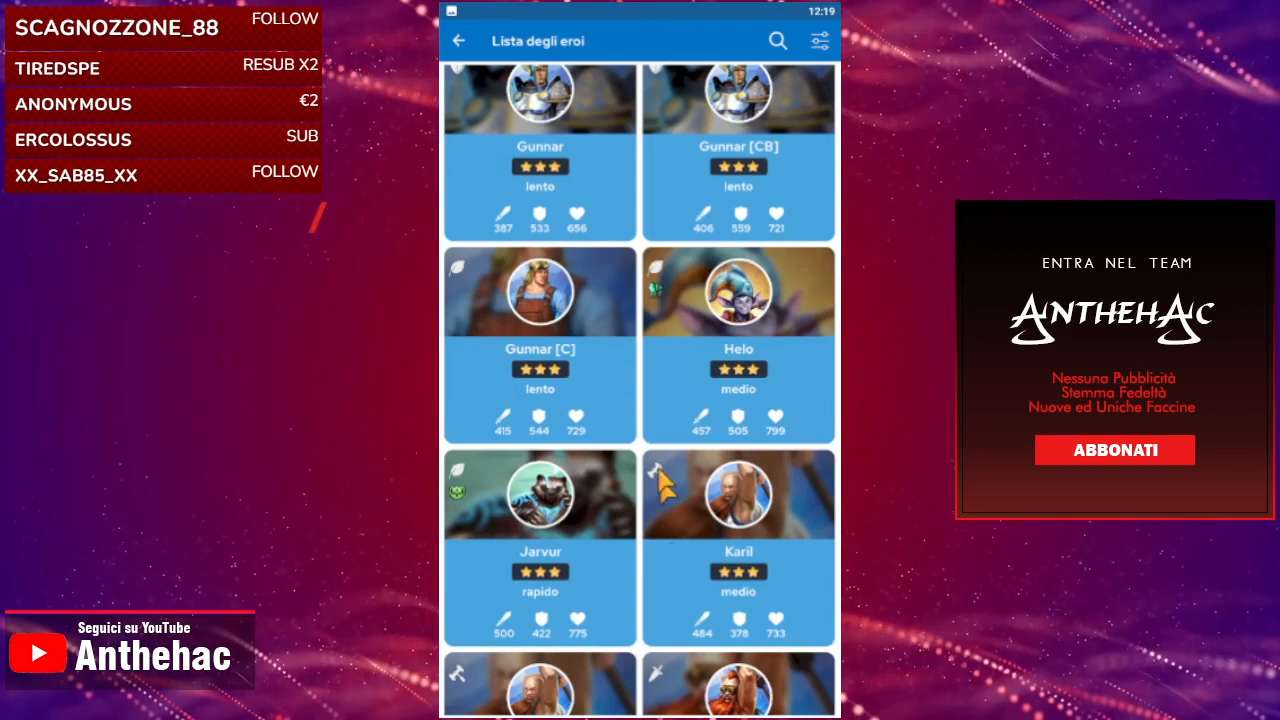 SCAGNOZZONE_88 FOLLOW
TIREDSPE RESUB X2
ANONYMOUS €2
ERCOLOSSUS SUB
XX_SAB85_XX FOLLOW
12:19
Lista degli eroi
Gunnar
lento
387 533 656
Gunnar [CB]
lento
406 559 721
Gunnar [C]
lento
415 544 729
Helo
medio
457 505 799
Jarvur
rapido
500 422 775
Karil
medio
484 378 733
ENTRA NEL TEAM
ANTHEHAC
Nessuna Pubblicità
Stemma Fedeltà
Nuove ed Uniche Faccine
ABBONATI
Seguici su YouTube
Anthehac